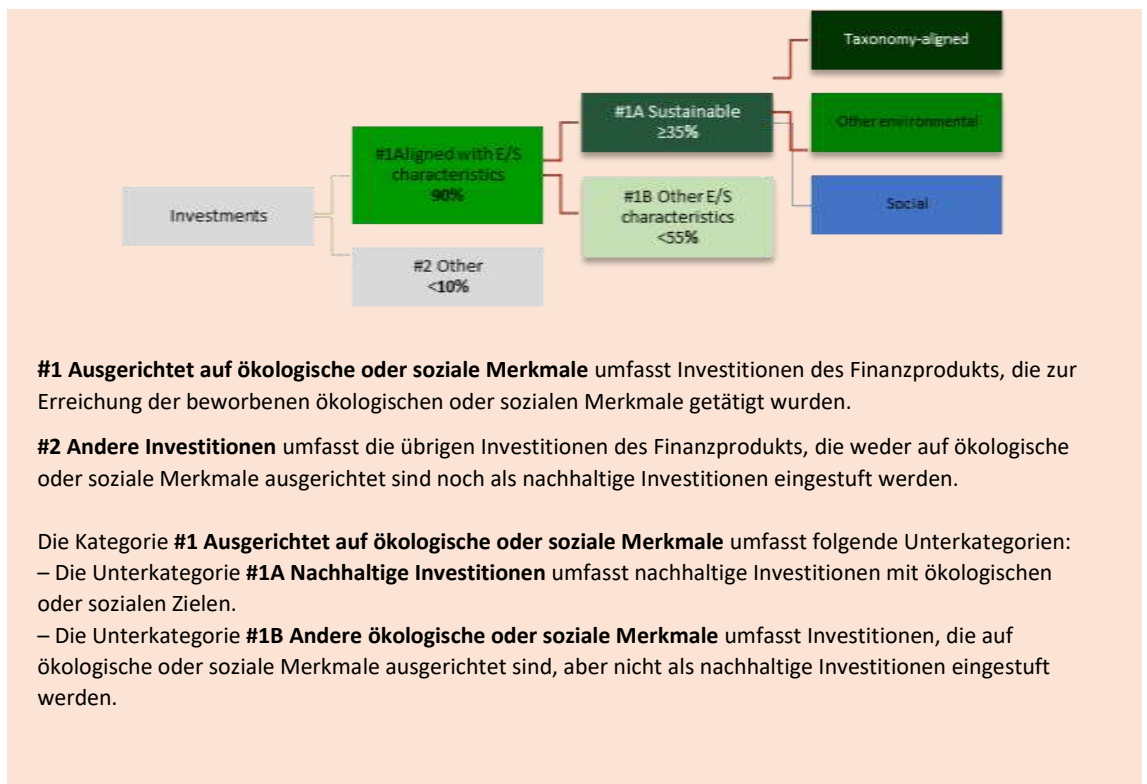 Taxonomy-aligned
#1A Sustainable
≥35%
Other environmental
#1Aligned with E/S
characteristics
90%
#1B Other E/S
characteristics
<55%
Social
Investments
#2 Other
<10%
#1 Ausgerichtet auf ökologische oder soziale Merkmale umfasst Investitionen des Finanzprodukts, die zur
Erreichung der beworbenen ökologischen oder sozialen Merkmale getätigt wurden.
#2 Andere Investitionen umfasst die übrigen Investitionen des Finanzprodukts, die weder auf ökologische
oder soziale Merkmale ausgerichtet sind noch als nachhaltige Investitionen eingestuft werden.
Die Kategorie #1 Ausgerichtet auf ökologische oder soziale Merkmale umfasst folgende Unterkategorien:
– Die Unterkategorie #1A Nachhaltige Investitionen umfasst nachhaltige Investitionen mit ökologischen
oder sozialen Zielen.
– Die Unterkategorie #1B Andere ökologische oder soziale Merkmale umfasst Investitionen, die auf
ökologische oder soziale Merkmale ausgerichtet sind, aber nicht als nachhaltige Investitionen eingestuft
werden.